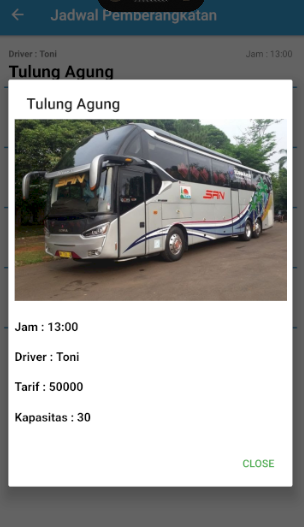 Jadwal Pemberangkatan
Driver : Toni
Jam : 13:00
Tulung Agung
Tulung Agung
SAN
Jam : 13:00
Driver : Toni
Tarif : 50000
Kapasitas : 30
CLOSE